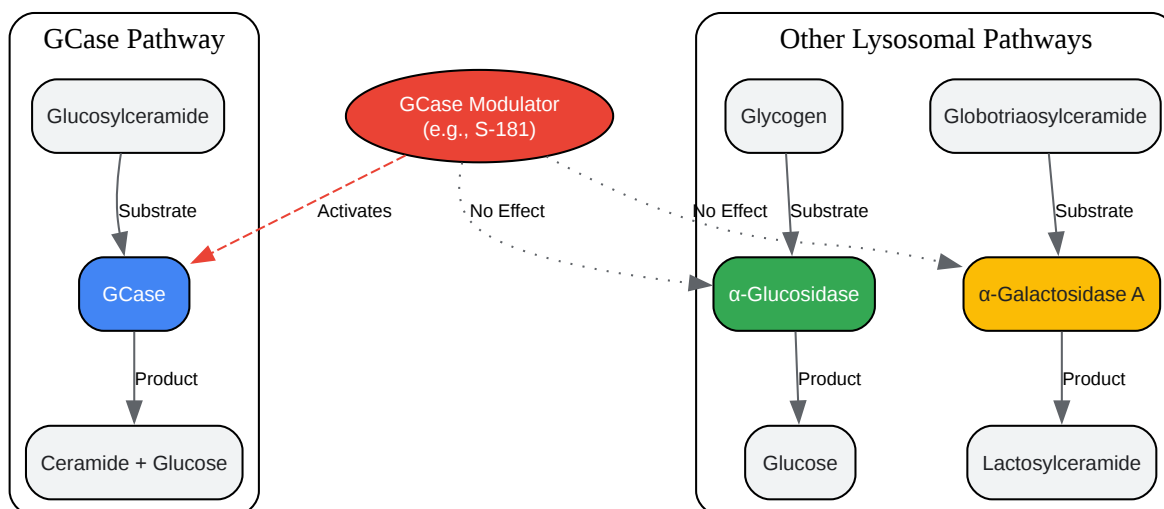 GCase Pathway
Other Lysosomal Pathways
Glucosylceramide
GCase Modulator
(e.g., S-181)
Glycogen
Globotriaosylceramide
Substrate
Activates
No Effect
No Effect
Substrate
Substrate
GCase
α-Glucosidase
α-Galactosidase A
Product
Product
Product
Ceramide + Glucose
Glucose
Lactosylceramide